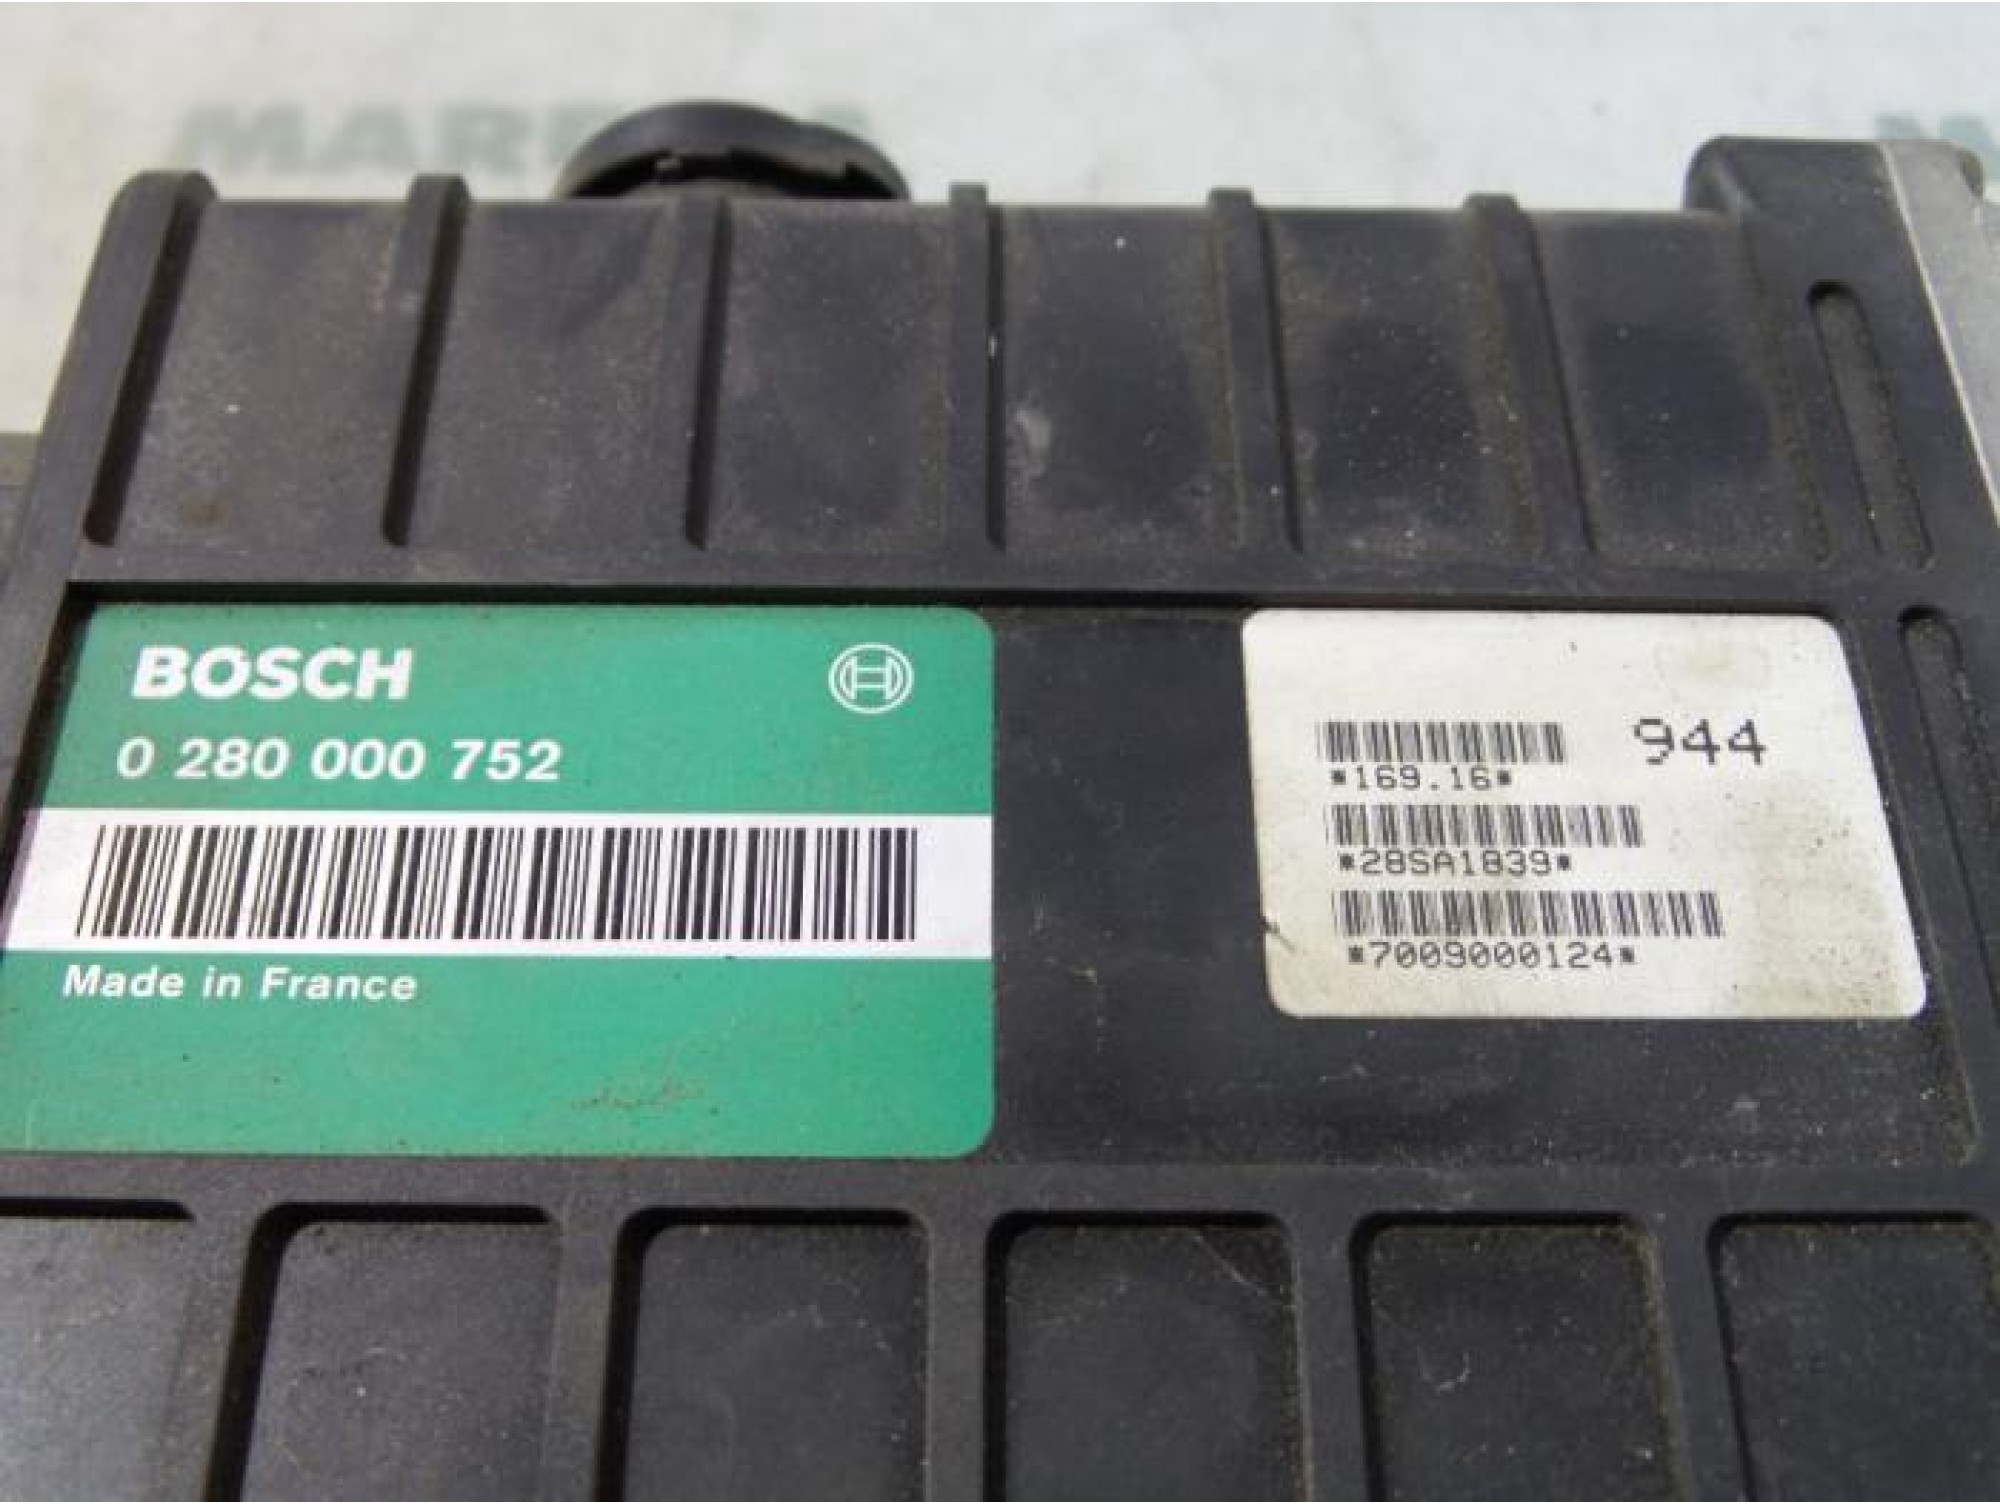 BOSCH
0 280 000 752
Made in France
944
*169.16*
*28SA1839*
*7009000124*